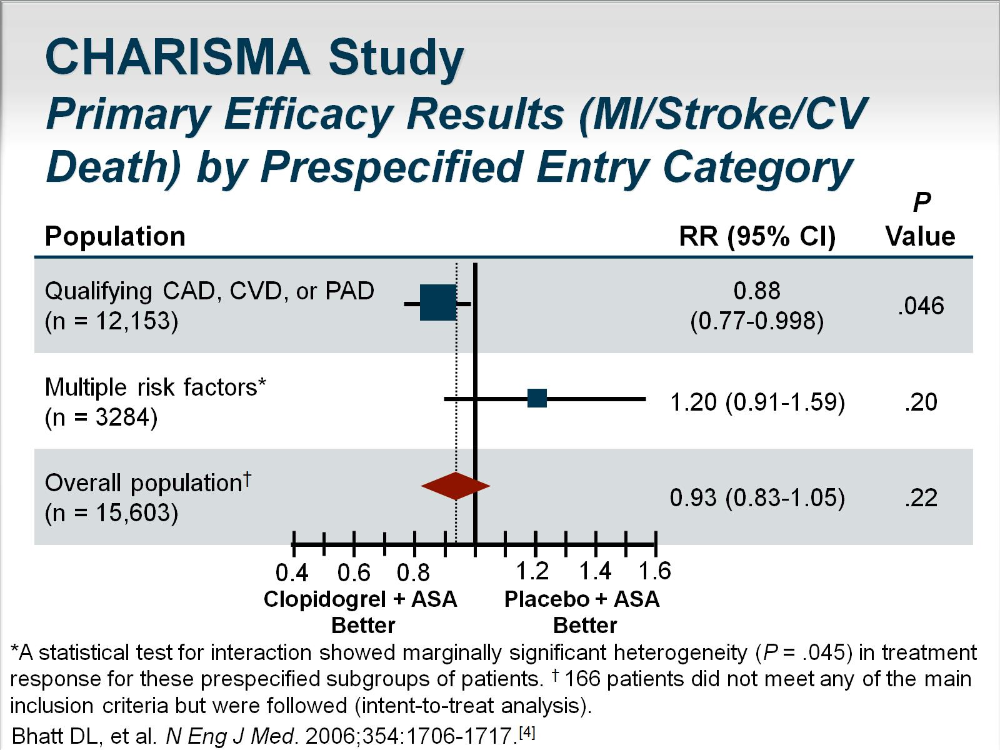 CHARISMA Study
Primary Efficacy Results (MI/Stroke/CV
Death) by Prespecified Entry Category
Population
RR (95% CI)
P
Value
Qualifying CAD, CVD, or PAD
(n = 12,153)
0.88
(0.77-0.998)
.046
Multiple risk factors*
(n = 3284)
1.20 (0.91-1.59)
.20
Overall population†
(n = 15,603)
0.93 (0.83-1.05)
.22
0.4 0.6 0.8 1.2 1.4 1.6
Clopidogrel + ASA
Better
Placebo + ASA
Better
*A statistical test for interaction showed marginally significant heterogeneity (P = .045) in treatment
response for these prespecified subgroups of patients. † 166 patients did not meet any of the main
inclusion criteria but were followed (intent-to-treat analysis).
Bhatt DL, et al. N Eng J Med. 2006;354:1706-1717.[4]